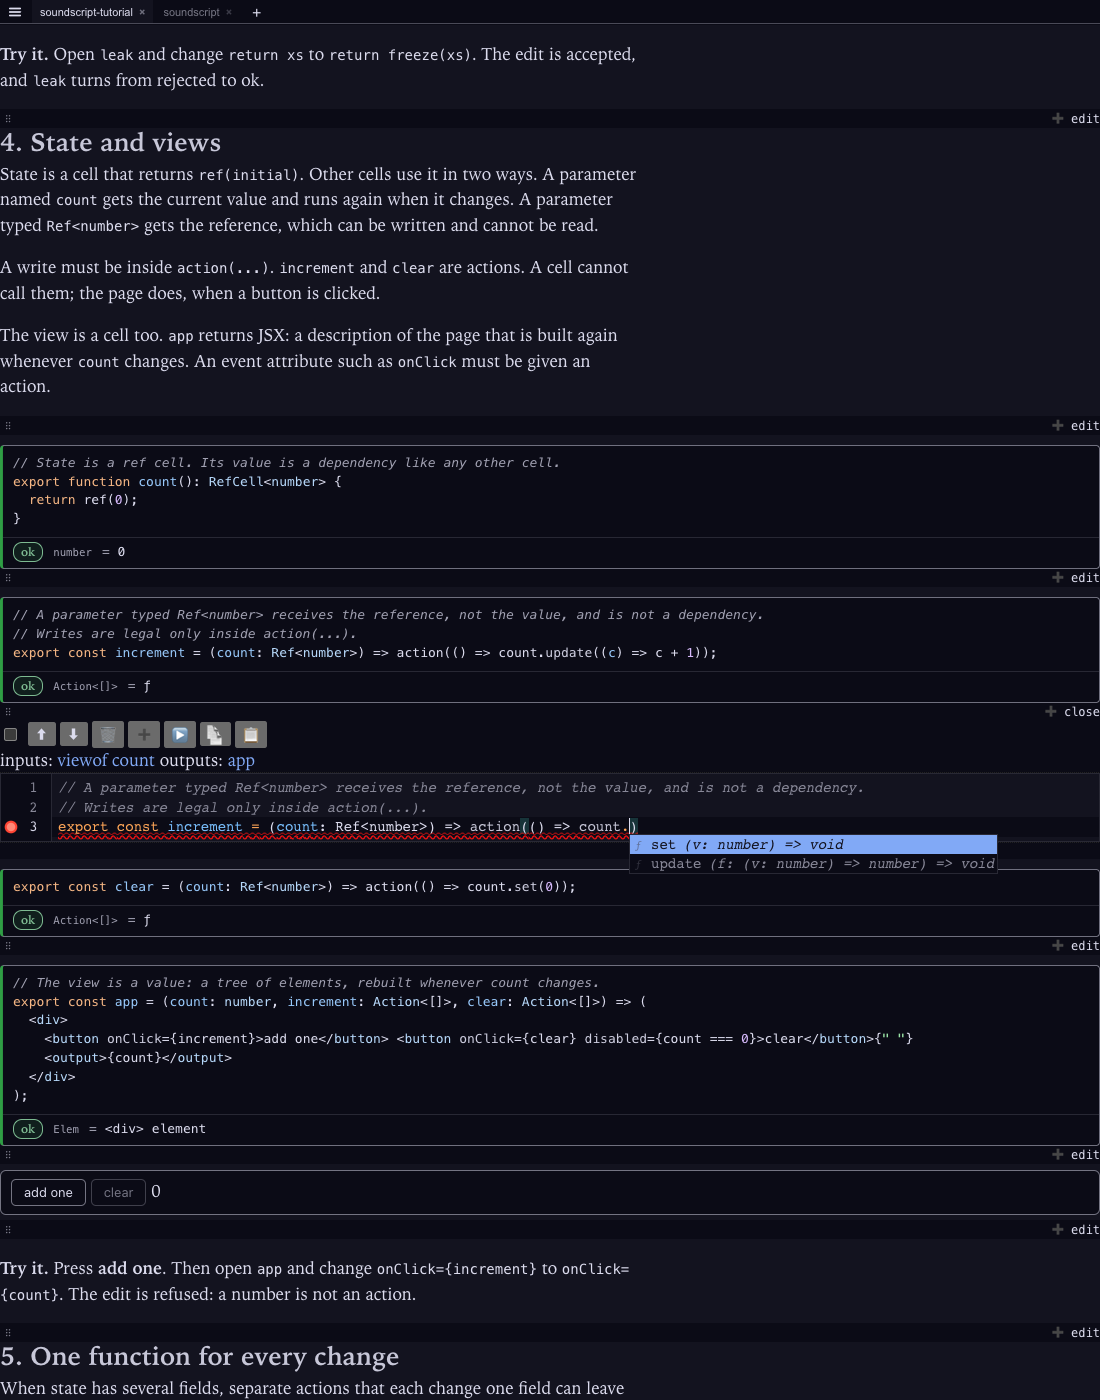 soundscript-tutorial × soundscript × +
Try it. Open leak and change return xs to return freeze(xs). The edit is accepted,
and leak turns from rejected to ok.
+ edit
4. State and views
State is a cell that returns ref(initial). Other cells use it in two ways. A parameter
named count gets the current value and runs again when it changes. A parameter
typed Ref<number> gets the reference, which can be written and cannot be read.
A write must be inside action(...). increment and clear are actions. A cell cannot
call them; the page does, when a button is clicked.
The view is a cell too. app returns JSX: a description of the page that is built again
whenever count changes. An event attribute such as onClick must be given an
action.
+ edit
// State is a ref cell. Its value is a dependency like any other cell.
export function count(): RefCell<number> {
  return ref(0);
}
ok number = 0
+ edit
// A parameter typed Ref<number> receives the reference, not the value, and is not a dependency.
// Writes are legal only inside action(...).
export const increment = (count: Ref<number>) => action(() => count.update((c) => c + 1));
ok Action<[]> = ƒ
+ close
inputs: viewof count outputs: app
1 // A parameter typed Ref<number> receives the reference, not the value, and is not a dependency.
2 // Writes are legal only inside action(...).
3 export const increment = (count: Ref<number>) => action(() => count.)
ƒ set (v: number) => void
ƒ update (f: (v: number) => number) => void
export const clear = (count: Ref<number>) => action(() => count.set(0));
ok Action<[]> = ƒ
+ edit
// The view is a value: a tree of elements, rebuilt whenever count changes.
export const app = (count: number, increment: Action<[]>, clear: Action<[]>) => (
  <div>
    <button onClick={increment}>add one</button> <button onClick={clear} disabled={count === 0}>clear</button>{" "}
    <output>{count}</output>
  </div>
);
ok Elem = <div> element
+ edit
add one clear 0
+ edit
Try it. Press add one. Then open app and change onClick={increment} to onClick=
{count}. The edit is refused: a number is not an action.
+ edit
5. One function for every change
When state has several fields, separate actions that each change one field can leave